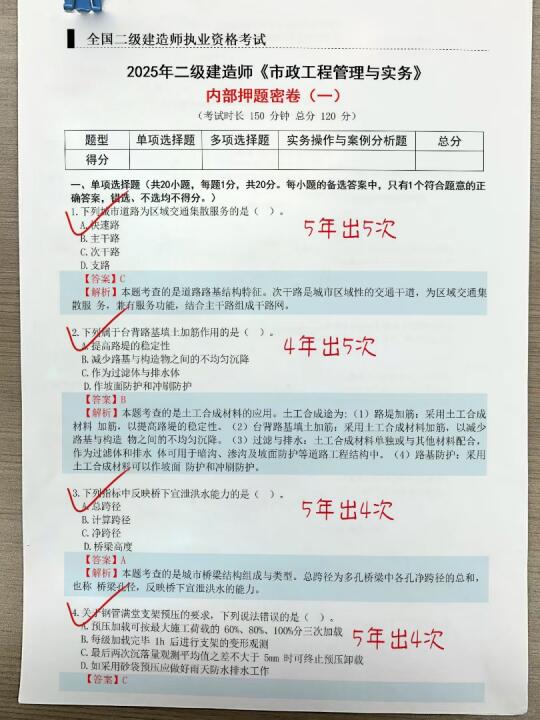 全国二级建造师执业资格考试
2025年二级建造师《市政工程管理与实务》
内部押题密卷（一）
（考试时长 150 分钟 总分 120 分）
题型 单项选择题 多项选择题 实务操作与案例分析题 总分
得分
一、单项选择题（共20小题，每题1分，共20分。每小题的备选答案中，只有1个符合题意的正
确答案，错选、不选均不得分。）
1.下列城市道路为区域交通集散服务的是（ ）。
A.快速路
5年出5次
B.主干路
C.次干路
D.支路
【答案】C
【解析】本题考查的是道路路基结构特征。次干路是城市区域性的交通干道，为区域交通集
散服 务，兼有服务功能，结合主干路组成干路网。
2.下列属于台背路基填土加筋作用的是（ ）。
A.提高路堤的稳定性
4年出5次
B.减少路基与构造物之间的不均匀沉降
C.作为过滤体与排水体
D.作坡面防护和冲刷防护
【答案】B
【解析】本题考查的是土工合成材料的应用。土工合成途为:（1）路堤加筋：采用土工合成
材料 加筋，以提高路堤的稳定性。（2）台背路基填土加筋：采用土工合成材料加筋，以减少
路基与构造 物之间的不均匀沉降。（3）过滤与排水：土工合成材料单独或与其他材料配合，
作为过滤体和排水 体可用于暗沟、渗沟及坡面防护等道路工程结构中。（4）路基防护：采用
土工合成材料可以作坡面 防护和冲刷防护。
3.下列指标中反映桥下宣泄洪水能力的是（ ）。
A.总跨径
5年出4次
B.计算跨径
C.净跨径
D.桥梁高度
【答案】A
【解析】本题考查的是城市桥梁结构组成与类型。总跨径为多孔桥梁中各孔净跨径的总和，
也称 桥梁孔径，反映桥下宣泄洪水的能力。
4.关于钢管满堂支架预压的要求，下列说法错误的是（ ）。
A.预压加载可按最大施工荷载的 60%、80%、100%分三次加载
5年出4次
B.每级加载完毕 1h 后进行支架的变形观测
C.最后两次沉落量观测平均值之差不大于 5mm 时可终止预压卸载
D.如采用砂袋预压应做好雨天防水排水工作
【答案】C